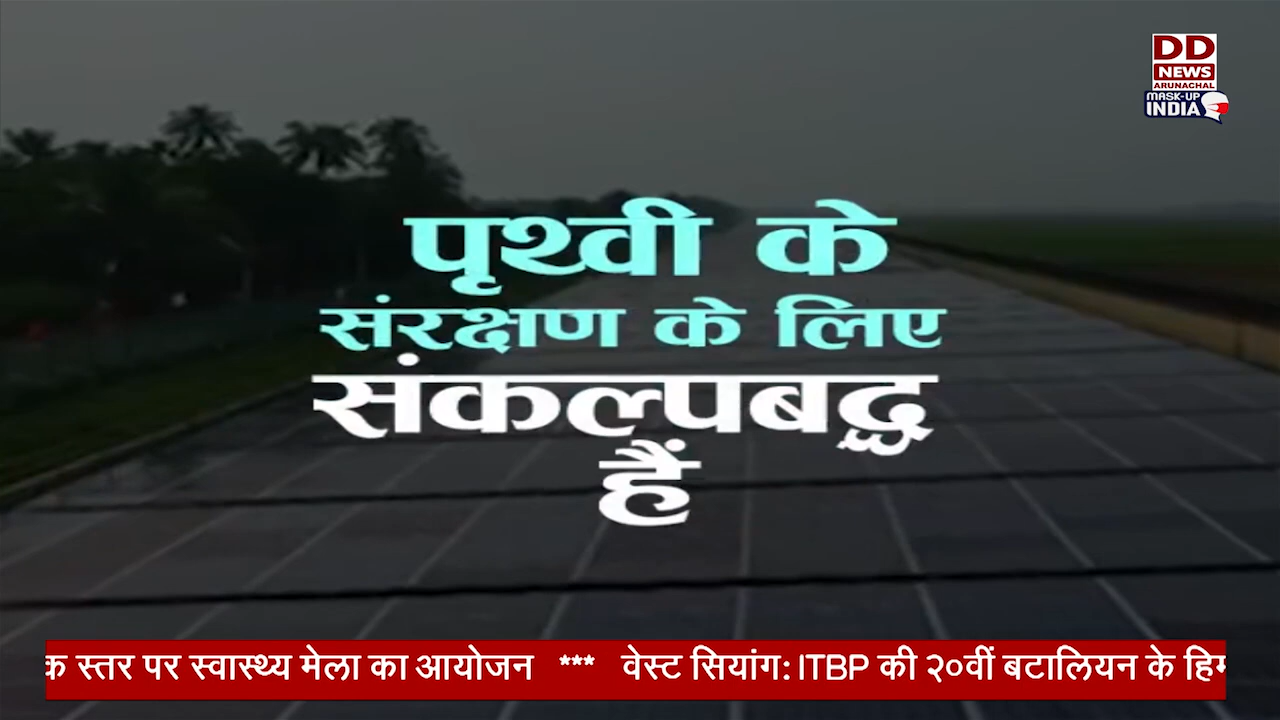 DD
NEWS
ARUNACHAL
MASK-UP
INDIA
पृथ्वी के
संरक्षण के लिए
संकल्पबद्ध
हैं
स्तर पर स्वास्थ्य मेला का आयोजन *** वेस्ट सियांग: ITBP की २०वीं बटालियन के